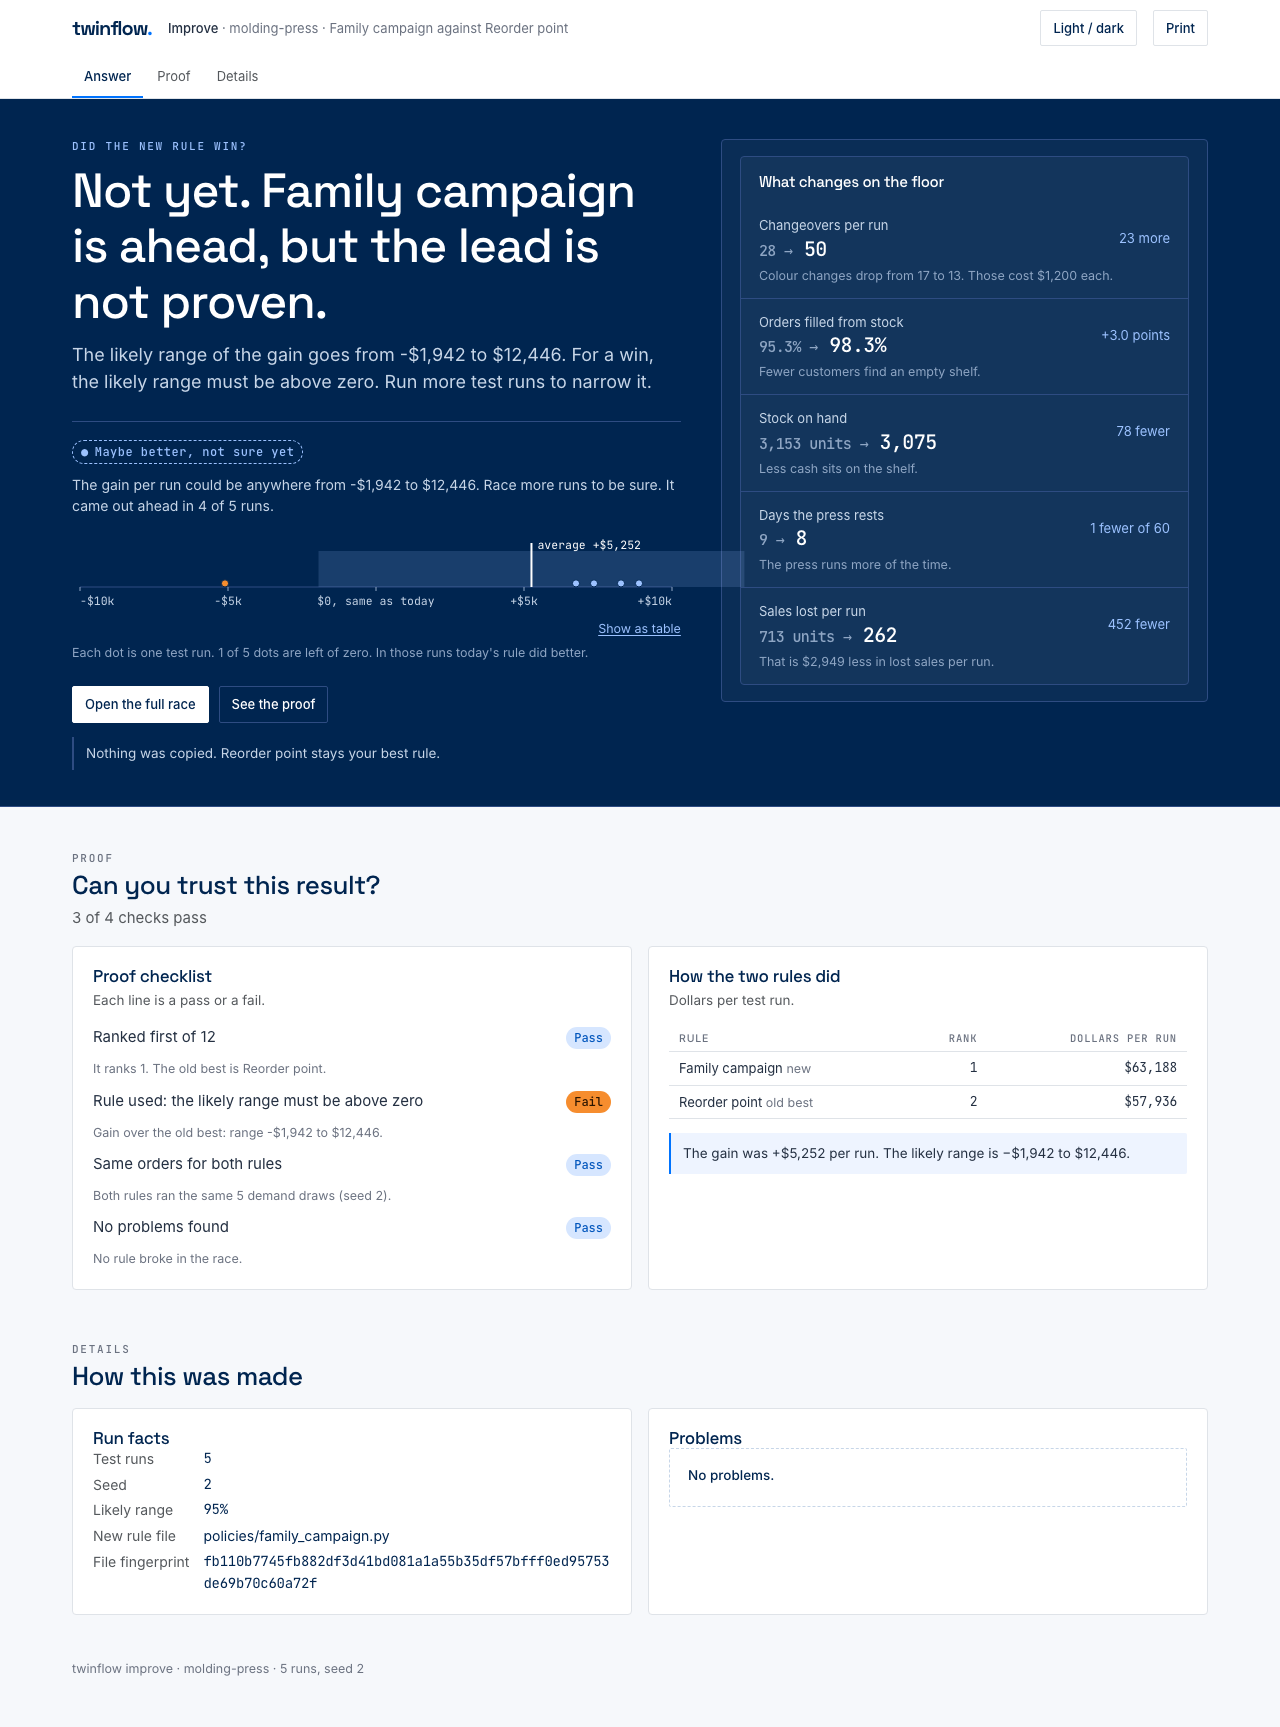 twinflow.
Improve · molding-press · Family campaign against Reorder point
Light / dark
Print
Answer
Proof
Details
DID THE NEW RULE WIN?
Not yet. Family campaign
is ahead, but the lead is
not proven.
The likely range of the gain goes from -$1,942 to $12,446. For a win,
the likely range must be above zero. Run more test runs to narrow it.
Maybe better, not sure yet
The gain per run could be anywhere from -$1,942 to $12,446. Race more runs to be sure. It
came out ahead in 4 of 5 runs.
average +$5,252
-$10k
-$5k
$0, same as today
+$5k
+$10k
Show as table
Each dot is one test run. 1 of 5 dots are left of zero. In those runs today's rule did better.
Open the full race
See the proof
Nothing was copied. Reorder point stays your best rule.
What changes on the floor
Changeovers per run
28 → 50
23 more
Colour changes drop from 17 to 13. Those cost $1,200 each.
Orders filled from stock
95.3% → 98.3%
+3.0 points
Fewer customers find an empty shelf.
Stock on hand
3,153 units → 3,075
78 fewer
Less cash sits on the shelf.
Days the press rests
9 → 8
1 fewer of 60
The press runs more of the time.
Sales lost per run
713 units → 262
452 fewer
That is $2,949 less in lost sales per run.
PROOF
Can you trust this result?
3 of 4 checks pass
Proof checklist
Each line is a pass or a fail.
Ranked first of 12
Pass
It ranks 1. The old best is Reorder point.
Rule used: the likely range must be above zero
Fail
Gain over the old best: range -$1,942 to $12,446.
Same orders for both rules
Pass
Both rules ran the same 5 demand draws (seed 2).
No problems found
Pass
No rule broke in the race.
How the two rules did
Dollars per test run.
RULE RANK DOLLARS PER RUN
Family campaign new 1 $63,188
Reorder point old best 2 $57,936
The gain was +$5,252 per run. The likely range is −$1,942 to $12,446.
DETAILS
How this was made
Run facts
Test runs 5
Seed 2
Likely range 95%
New rule file policies/family_campaign.py
File fingerprint fb110b7745fb882df3d41bd081a1a55b35df57bfff0ed95753
de69b70c60a72f
Problems
No problems.
twinflow improve · molding-press · 5 runs, seed 2